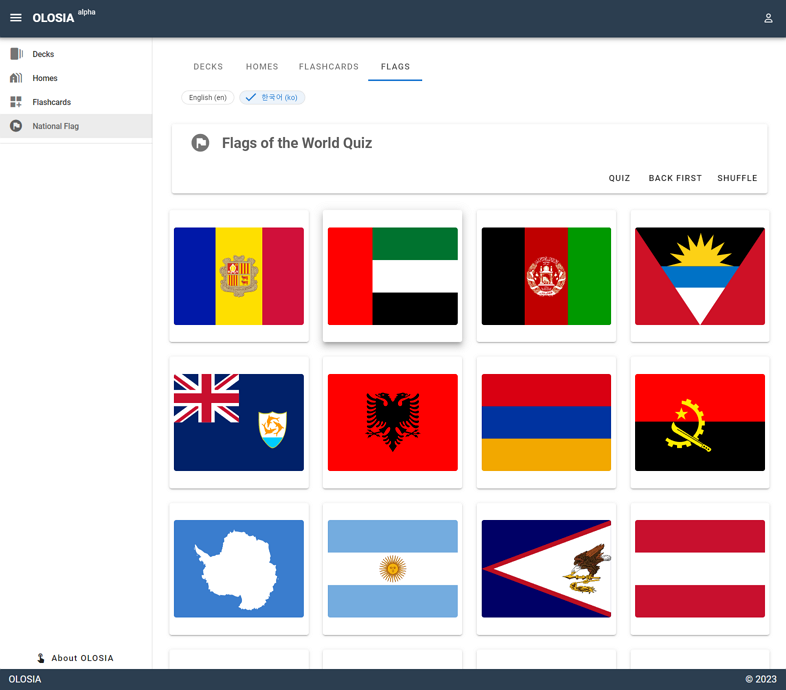 OLOSIA alpha
Decks
Homes
Flashcards
National Flag
DECKS HOMES FLASHCARDS FLAGS
English (en) 한국어 (ko)
Flags of the World Quiz
QUIZ BACK FIRST SHUFFLE
About OLOSIA
OLOSIA © 2023